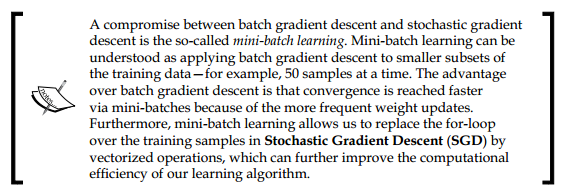 A compromise between batch gradient descent and stochastic gradient
descent is the so-called mini-batch learning. Mini-batch learning can be
understood as applying batch gradient descent to smaller subsets of
the training data—for example, 50 samples at a time. The advantage
over batch gradient descent is that convergence is reached faster
via mini-batches because of the more frequent weight updates.
Furthermore, mini-batch learning allows us to replace the for-loop
over the training samples in Stochastic Gradient Descent (SGD) by
vectorized operations, which can further improve the computational
efficiency of our learning algorithm.